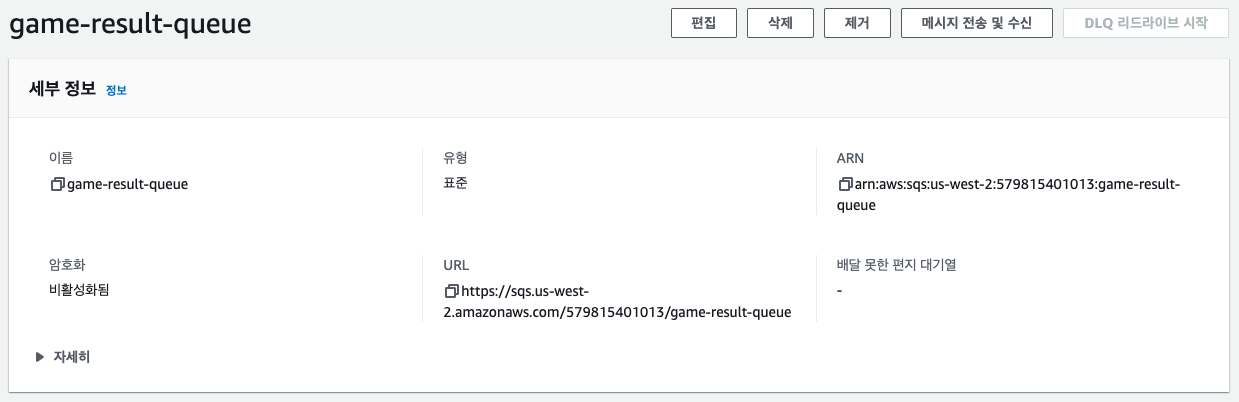 game-result-queue
편집
삭제
제거
메시지 전송 및 수신
DLQ 리드라이브 시작
세부 정보 정보
이름
game-result-queue
유형
표준
ARN
arn:aws:sqs:us-west-2:579815401013:game-result-
queue
암호화
비활성화됨
URL
https://sqs.us-west-
2.amazonaws.com/579815401013/game-result-queue
배달 못한 편지 대기열
-
자세히